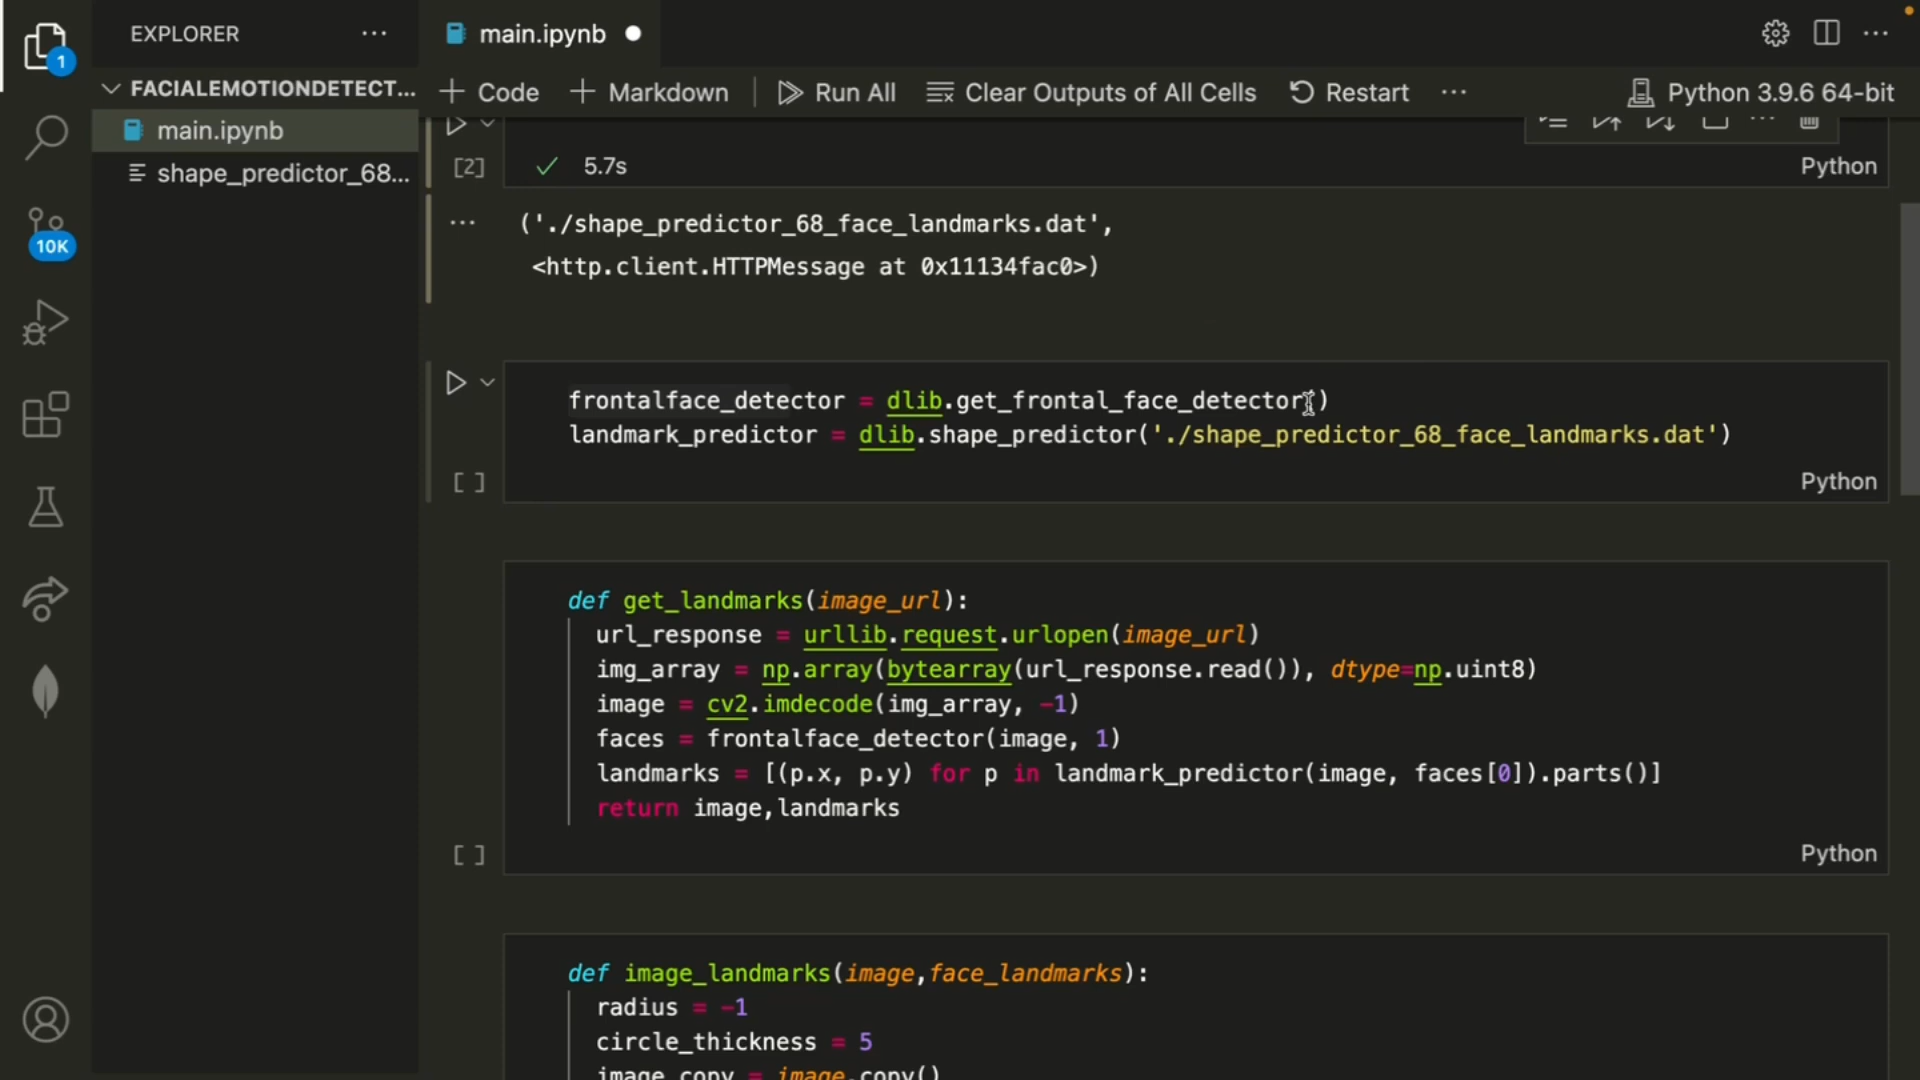 EXPLORER
main.ipynb
1
FACIALEMOTIONDETECT...
+ Code + Markdown Run All Clear Outputs of All Cells Restart ... Python 3.9.6 64-bit
main.ipynb
shape_predictor_68...
10K
[2] 5.7s Python
('./shape_predictor_68_face_landmarks.dat',
<http.client.HTTPMessage at 0x11134fac0>)
frontalface_detector = dlib.get_frontal_face_detector()
landmark_predictor = dlib.shape_predictor('./shape_predictor_68_face_landmarks.dat')
[ ] Python
def get_landmarks(image_url):
url_response = urllib.request.urlopen(image_url)
img_array = np.array(bytearray(url_response.read()), dtype=np.uint8)
image = cv2.imdecode(img_array, -1)
faces = frontalface_detector(image, 1)
landmarks = [(p.x, p.y) for p in landmark_predictor(image, faces[0]).parts()]
return image,landmarks
[ ] Python
def image_landmarks(image,face_landmarks):
radius = -1
circle_thickness = 5
image_copy = image.copy()